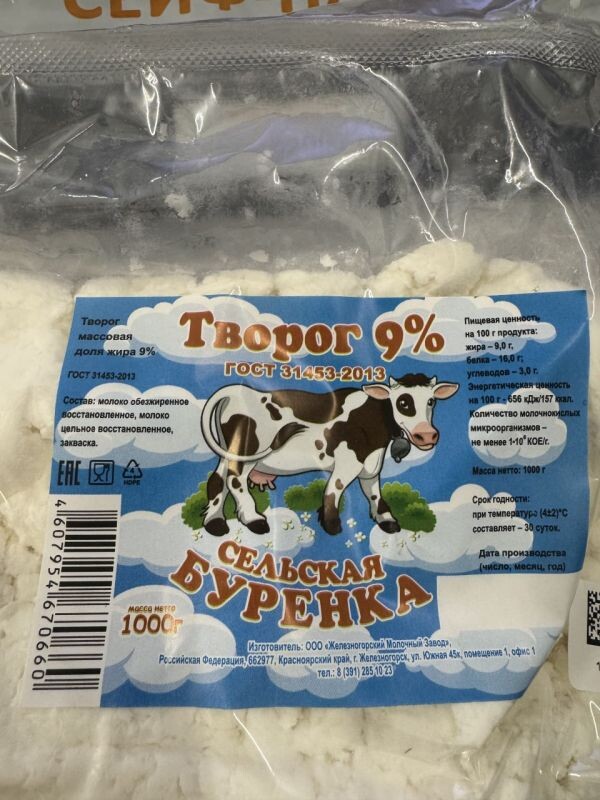 СЕЙФ-ПА
Творог
массовая
доля жира 9%
ГОСТ 31453-2013
Состав: молоко обезжиренное
восстановленное, молоко
цельное восстановленное,
закваска.
EAC
4
HDPE
4607954670660
Творог 9%
ГОСТ 31453-2013
СЕЛЬСКАЯ
БУРЕНКА
МАССА НЕТТО
1000г
Пищевая ценность
на 100 г продукта:
жира – 9,0 г,
белка – 16,0 г;
углеводов – 3,0 г.
Энергетическая ценность
на 100 г - 656 кДж/157 ккал.
Количество молочнокислых
микроорганизмов –
не менее 1·10⁶ КОЕ/г.
Масса нетто: 1000 г
Срок годности:
при температуре (4±2)°С
составляет – 30 суток.
Дата производства
(число, месяц, год)
Изготовитель: ООО «Железногорский Молочный Завод»,
Российская Федерация, 662977, Красноярский край, г. Железногорск, ул. Южная 45к, помещение 1, офис 1
тел.: 8 (391) 285 10 23